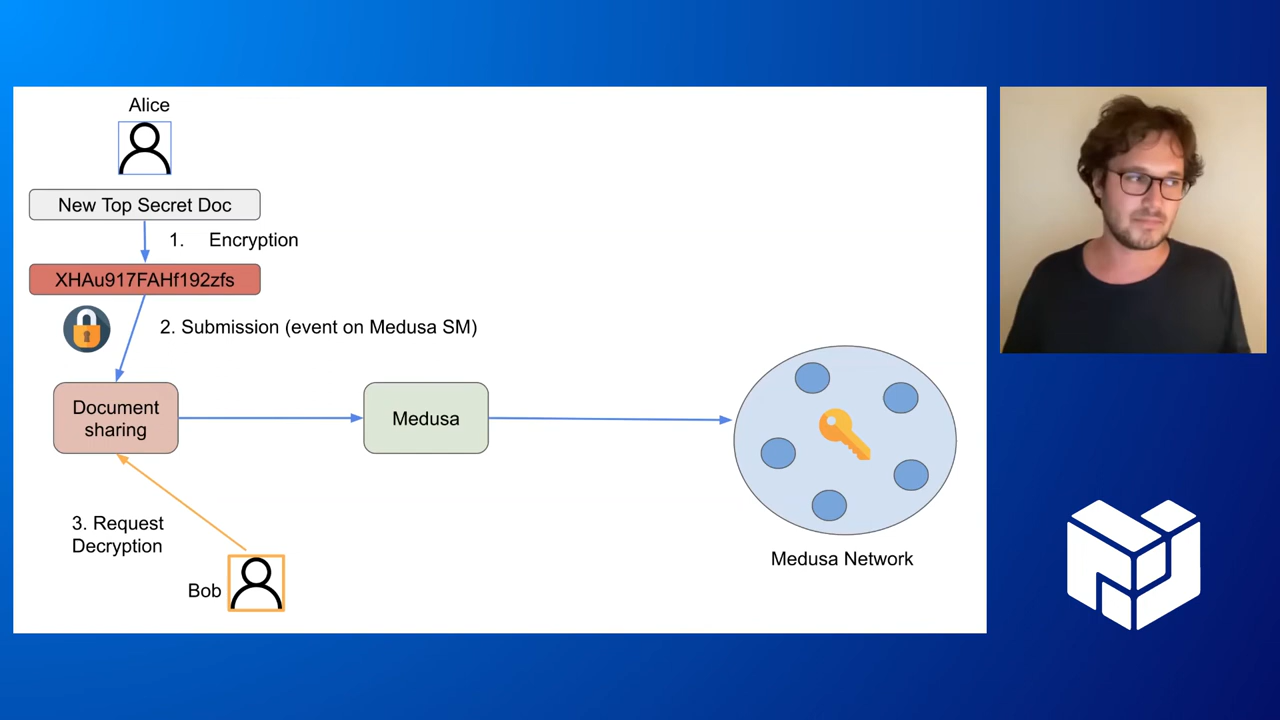 Alice
New Top Secret Doc
1. Encryption
XHAu917FAHf192zfs
2. Submission (event on Medusa SM)
Document
sharing
Medusa
3. Request
Decryption
Bob
Medusa Network